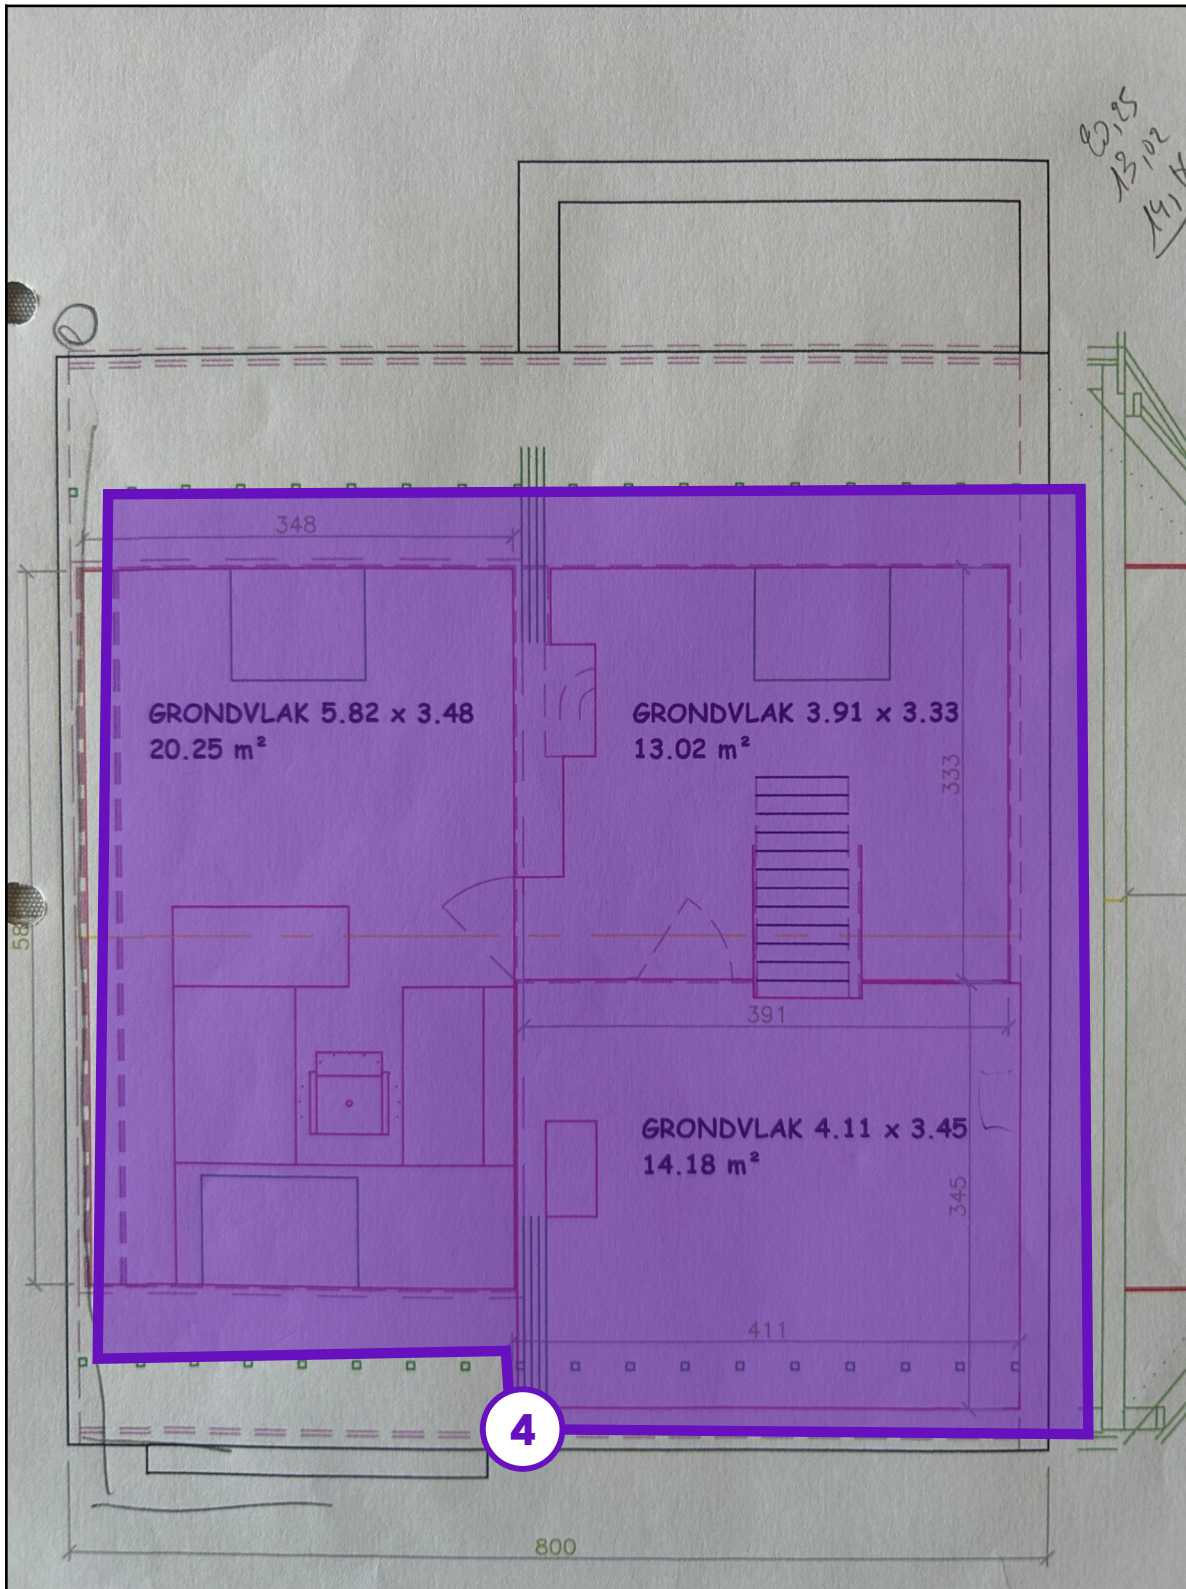 20,25
13,02
348
GRONDVLAK 5.82 x 3.48
20.25 m²
GRONDVLAK 3.91 x 3.33
13.02 m²
333
58
391
GRONDVLAK 4.11 x 3.45
14.18 m²
345
411
4
800